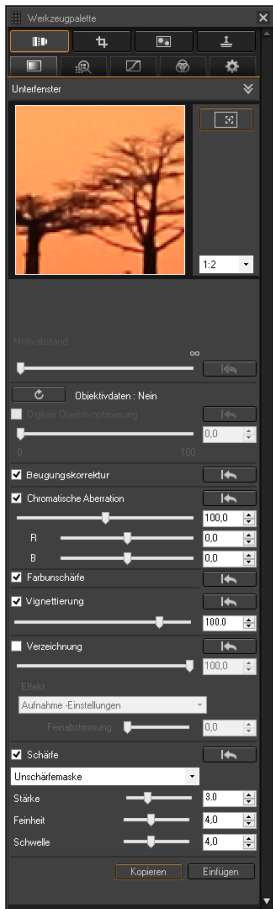 Werkzeugpalette
Unterfenster
1:2
Motivabstand
∞
Objektivdaten : Nein
Digitale Objektivoptimierung
0,0
0 100
Beugungskorrektur
Chromatische Aberration
100,0
R 0,0
B 0,0
Farbunschärfe
Vignettierung
100.0
Verzeichnung
100,0
Effekt
Aufnahme -Einstellungen
Feinabstimmung 0,0
Schärfe
Unschärfemaske
Stärke 3.0
Feinheit 4,0
Schwelle 4,0
Kopieren Einfügen